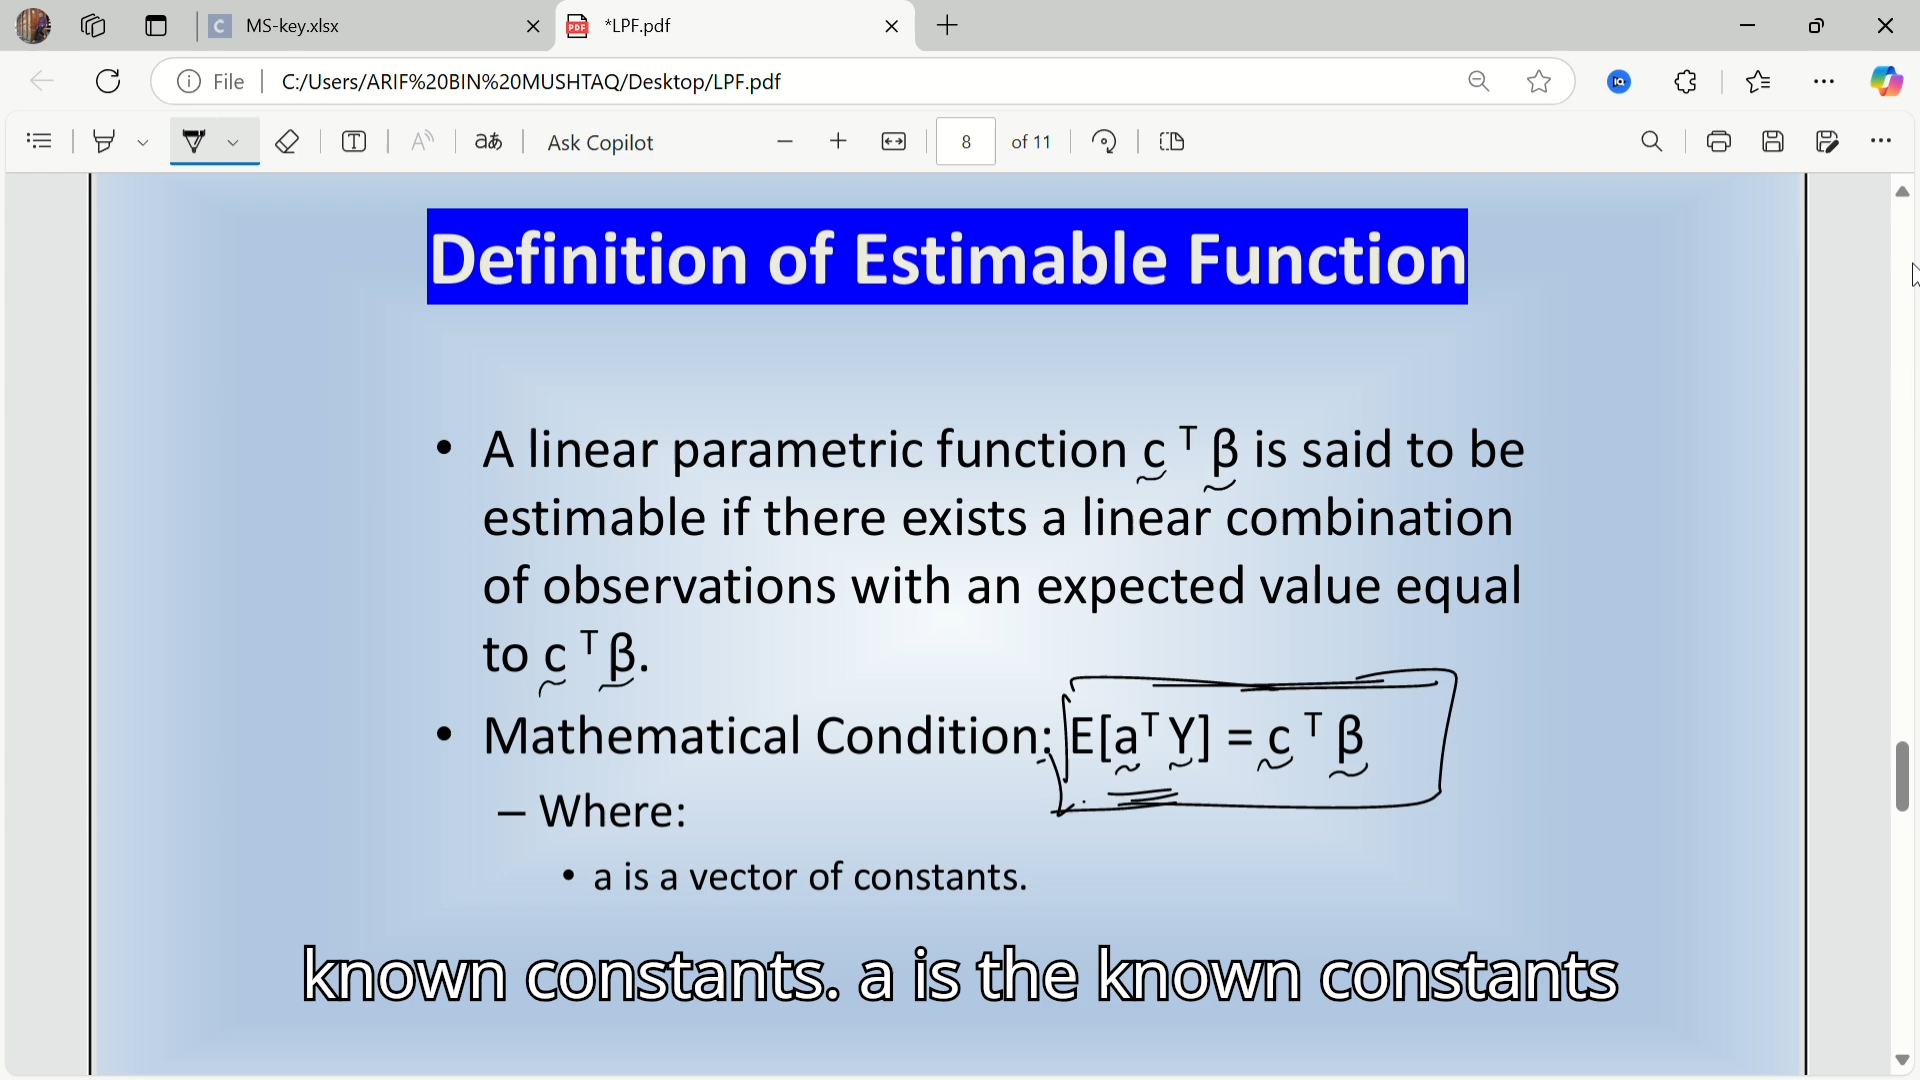 MS-key.xlsx
*LPF.pdf
File
C:/Users/ARIF%20BIN%20MUSHTAQ/Desktop/LPF.pdf
Ask Copilot
8 of 11
Definition of Estimable Function
• A linear parametric function c ᵀ β is said to be
estimable if there exists a linear combination
of observations with an expected value equal
to c ᵀ β.
• Mathematical Condition: E[aᵀ Y] = c ᵀ β
– Where:
• a is a vector of constants.
known constants. a is the known constants